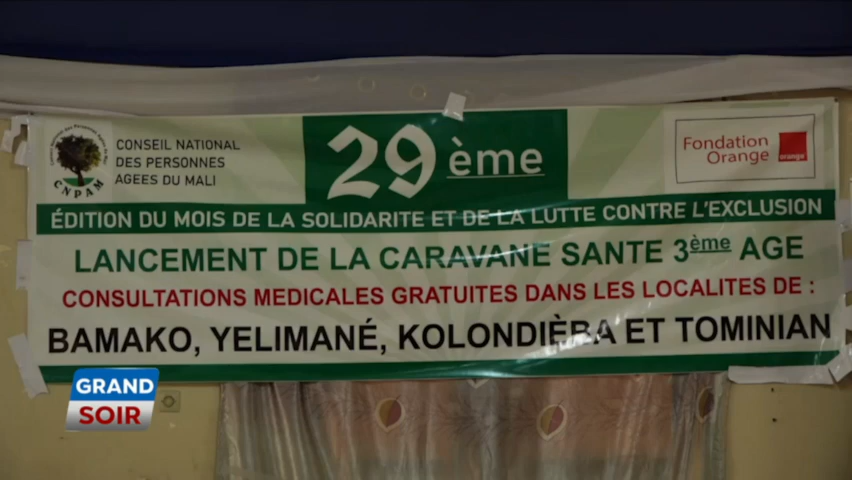 CONSEIL NATIONAL
DES PERSONNES
AGEES DU MALI
CNPAM
29 ème
Fondation
Orange
orange
ÉDITION DU MOIS DE LA SOLIDARITE ET DE LA LUTTE CONTRE L'EXCLUSION
LANCEMENT DE LA CARAVANE SANTE 3ème AGE
CONSULTATIONS MEDICALES GRATUITES DANS LES LOCALITES DE :
BAMAKO, YELIMANÉ, KOLONDIÈBA ET TOMINIAN
GRAND
SOIR